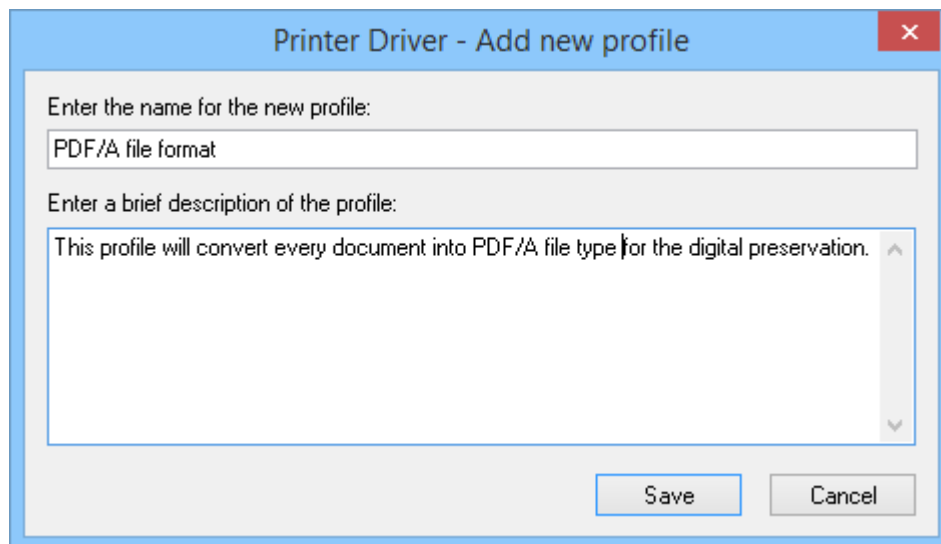 Printer Driver - Add new profile
Enter the name for the new profile:
PDF/A file format
Enter a brief description of the profile:
This profile will convert every document into PDF/A file type for the digital preservation.
Save
Cancel